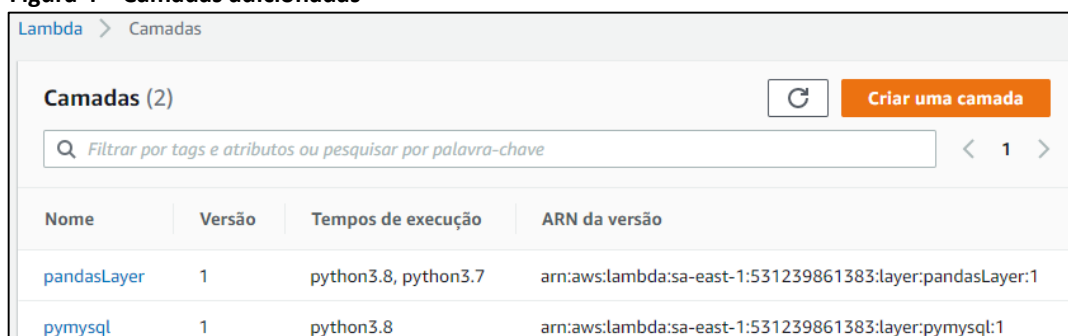 Lambda > Camadas
Camadas (2)
Criar uma camada
Filtrar por tags e atributos ou pesquisar por palavra-chave
< 1 >
Nome Versão Tempos de execução ARN da versão
pandasLayer 1 python3.8, python3.7 arn:aws:lambda:sa-east-1:531239861383:layer:pandasLayer:1
pymysql 1 python3.8 arn:aws:lambda:sa-east-1:531239861383:layer:pymysql:1